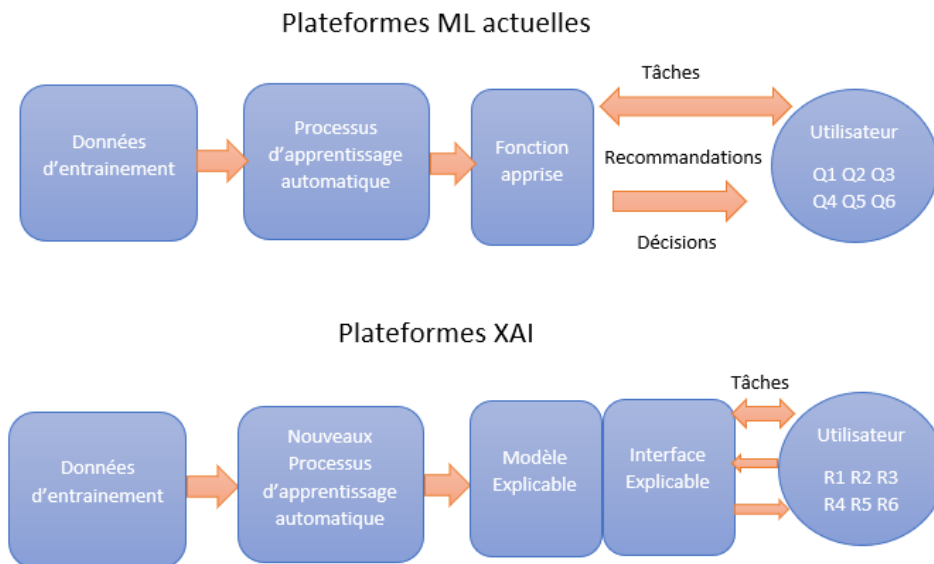 Plateformes ML actuelles
Données
d'entrainement
Processus
d'apprentissage
automatique
Fonction
apprise
Tâches
Recommandations
Décisions
Utilisateur
Q1 Q2 Q3
Q4 Q5 Q6
Plateformes XAI
Données
d'entrainement
Nouveaux
Processus
d'apprentissage
automatique
Modèle
Explicable
Interface
Explicable
Tâches
Utilisateur
R1 R2 R3
R4 R5 R6